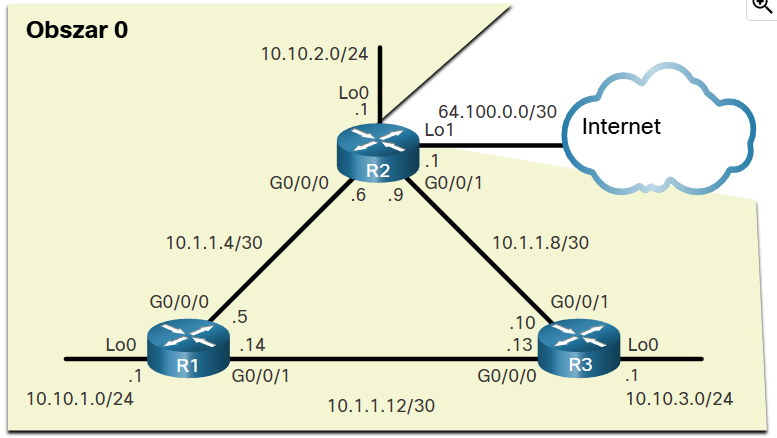 Obszar 0
10.10.2.0/24
Lo0
.1
64.100.0.0/30
Internet
Lo1
.1
R2
G0/0/0
.6
.9
G0/0/1
10.1.1.4/30
10.1.1.8/30
G0/0/0
G0/0/1
.5
.10
Lo0
.14
.13
Lo0
R1
R3
.1
G0/0/1
G0/0/0
.1
10.10.1.0/24
10.1.1.12/30
10.10.3.0/24